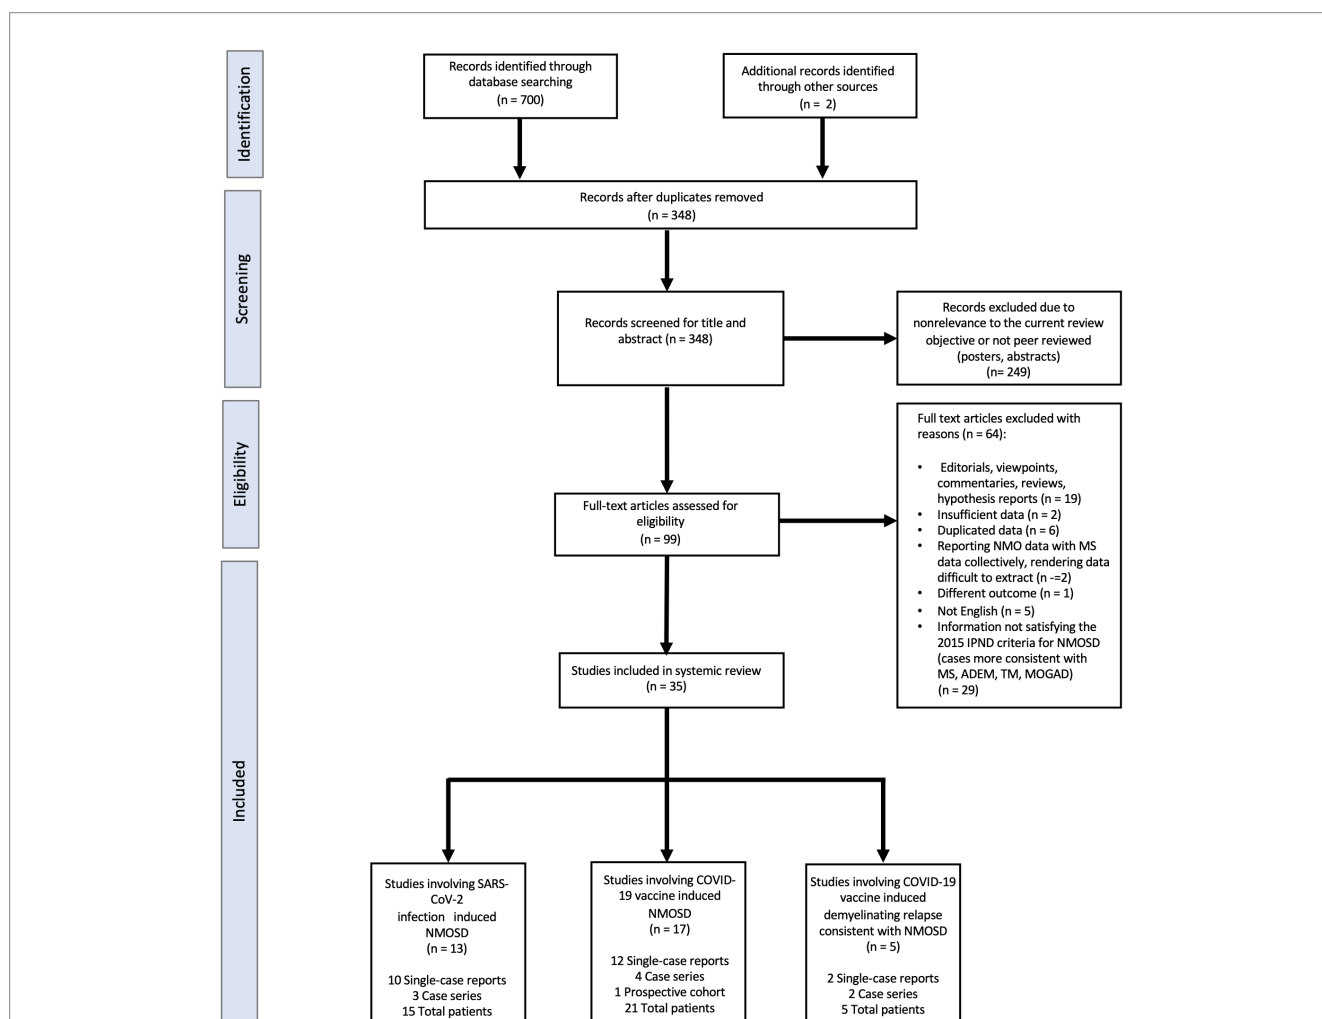 Identification
Records identified through
database searching
(n = 700)
Additional records identified
through other sources
(n =  2)
Screening
Records after duplicates removed
(n = 348)
Records screened for title and
abstract (n = 348)
Records excluded due to
nonrelevance to the current review
objective or not peer reviewed
(posters, abstracts)
(n= 249)
Eligibility
Full-text articles assessed for
eligibility
(n = 99)
Full text articles excluded with
reasons (n = 64):
• Editorials, viewpoints,
commentaries, reviews,
hypothesis reports (n = 19)
• Insufficient data (n = 2)
• Duplicated data (n = 6)
• Reporting NMO data with MS
data collectively, rendering data
difficult to extract (n -=2)
• Different outcome (n = 1)
• Not English (n = 5)
• Information not satisfying the
2015 IPND criteria for NMOSD
(cases more consistent with
MS, ADEM, TM, MOGAD)
(n = 29)
Included
Studies included in systemic review
(n = 35)
Studies involving SARS-
CoV-2
infection induced
NMOSD
(n = 13)
10 Single-case reports
3 Case series
15 Total patients
Studies involving COVID-
19 vaccine induced
NMOSD
(n = 17)
12 Single-case reports
4 Case series
1 Prospective cohort
21 Total patients
Studies involving COVID-19
vaccine induced
demyelinating relapse
consistent with NMOSD
(n = 5)
2 Single-case reports
2 Case series
5 Total patients